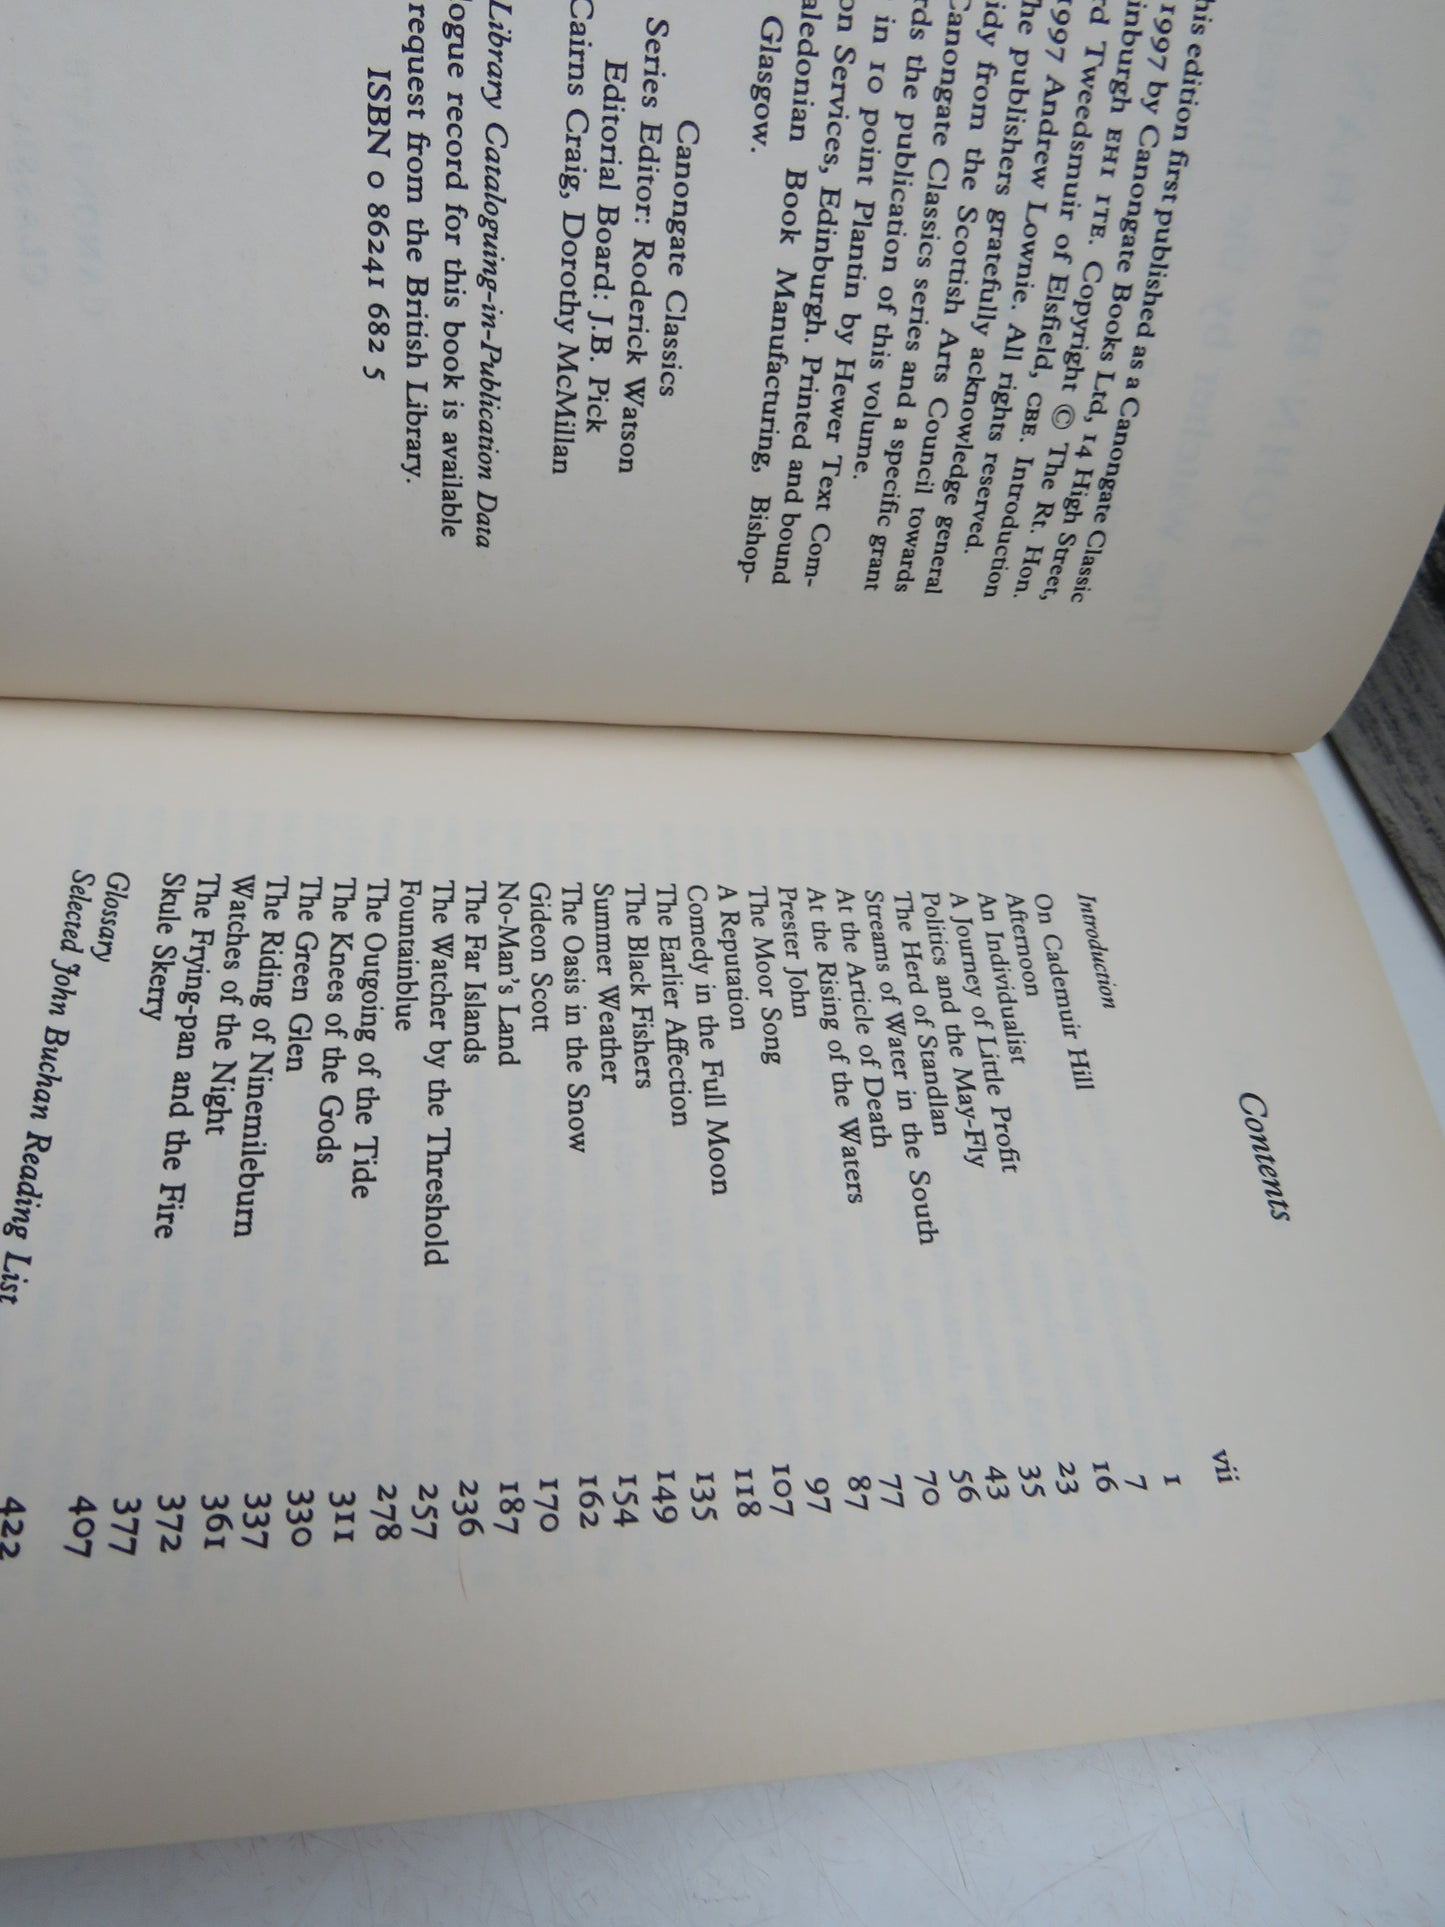 his edition first published as a Canongate Classic
1997 by Canongate Books Ltd, 14 High Street,
inburgh EH1 1TE. Copyright © The Rt. Hon.
rd Tweedsmuir of Elsfield, CBE. Introduction
1997 Andrew Lownie. All rights reserved.
he publishers gratefully acknowledge general
idy from the Scottish Arts Council towards
Canongate Classics series and a specific grant
rds the publication of this volume.
in 10 point Plantin by Hewer Text Com-
on Services, Edinburgh. Printed and bound
aledonian Book Manufacturing, Bishop-
Glasgow.
Canongate Classics
Series Editor: Roderick Watson
Editorial Board: J.B. Pick
Cairns Craig, Dorothy McMillan
Library Cataloguing-in-Publication Data
ogue record for this book is available
request from the British Library.
ISBN 0 86241 682 5
Contents
Introduction vii
On Cademuir Hill 1
Afternoon 7
An Individualist 16
A Journey of Little Profit 23
Politics and the May-Fly 35
The Herd of Standlan 43
Streams of Water in the South 56
At the Article of Death 70
At the Rising of the Waters 77
Prester John 87
The Moor Song 97
A Reputation 107
Comedy in the Full Moon 118
The Earlier Affection 135
The Black Fishers 149
Summer Weather 154
The Oasis in the Snow 162
Gideon Scott 170
No-Man's Land 187
The Far Islands 236
The Watcher by the Threshold 257
Fountainblue 278
The Outgoing of the Tide 311
The Knees of the Gods 330
The Green Glen 337
The Riding of Ninemileburn 361
Watches of the Night 372
The Frying-pan and the Fire 377
Skule Skerry 407
Glossary 422
Selected John Buchan Reading List